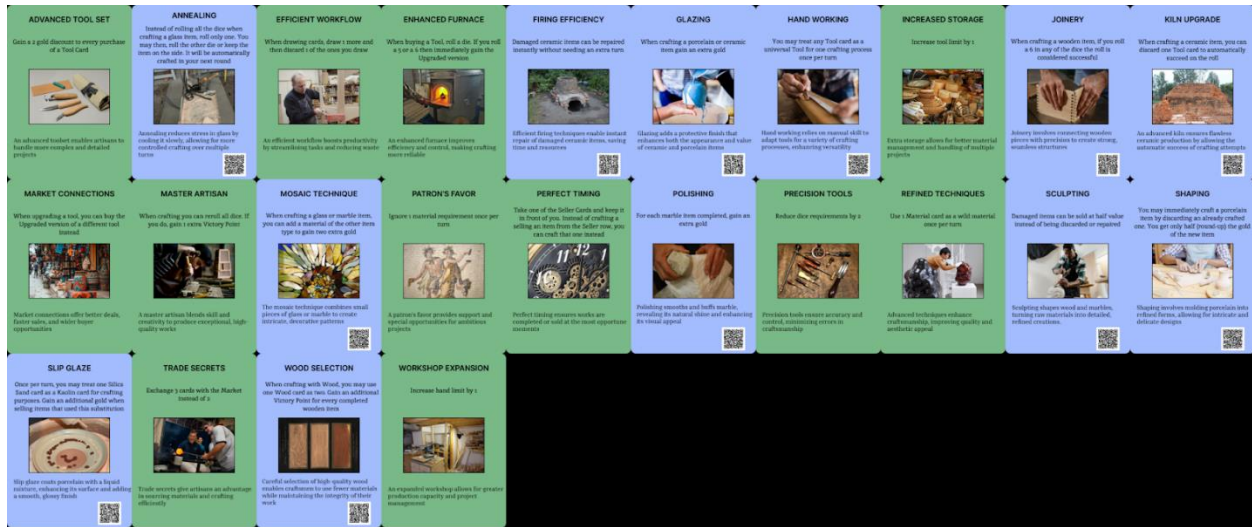 ADVANCED TOOL SET
Gain a 2 gold discount to every purchase
of a Tool Card
An advanced toolset enables artisans to
handle more complex and detailed
projects
ANNEALING
Instead of rolling all the dice when
crafting a glass item, roll only one. You
may then, roll the other die or keep the
item on the side. It will be automatically
crafted in your next round
Annealing reduces stress in glass by
cooling it slowly, allowing for more
controlled crafting over multiple
turns
EFFICIENT WORKFLOW
When drawing cards, draw 1 more and
then discard 1 of the ones you draw
An efficient workflow boosts productivity
by streamlining tasks and reducing waste
ENHANCED FURNACE
When buying a Tool, roll a die. If you roll
a 5 or a 6 then immediately gain the
Upgraded version
An enhanced furnace improves
efficiency and control, making crafting
more reliable
FIRING EFFICIENCY
Damaged ceramic items can be repaired
instantly without needing an extra turn
Efficient firing techniques enable instant
repair of damaged ceramic items, saving
time and resources
GLAZING
When crafting a porcelain or ceramic
item gain an extra gold
Glazing adds a protective finish that
enhances both the appearance and value
of ceramic and porcelain items
HAND WORKING
You may treat any Tool card as a
universal Tool for one crafting process
once per turn
Hand working relies on manual skill to
adapt tools for a variety of crafting
processes, enhancing versatility
INCREASED STORAGE
Increase tool limit by 1
Extra storage allows for better material
management and handling of multiple
projects
JOINERY
When crafting a wooden item, if you roll
a 6 in any of the dice the roll is
considered successful
Joinery involves connecting wooden
pieces with precision to create strong,
seamless structures
KILN UPGRADE
When crafting a ceramic item, you can
discard one Tool card to automatically
succeed on the roll
An advanced kiln ensures flawless
ceramic production by allowing the
automatic success of crafting attempts
MARKET CONNECTIONS
When upgrading a tool, you can buy the
Upgraded version of a different tool
instead
Market connections offer better deals,
faster sales, and wider buyer
opportunities
MASTER ARTISAN
When crafting you can reroll all dice. If
you do, gain 1 extra Victory Point
A master artisan blends skill and
creativity to produce exceptional, high-
quality works
MOSAIC TECHNIQUE
When crafting a glass or marble item,
you can add a material of the other item
type to gain two extra gold
The mosaic technique combines small
pieces of glass or marble to create
intricate, decorative patterns
PATRON'S FAVOR
Ignore 1 material requirement once per
turn
A patron's favor provides support and
special opportunities for ambitious
projects
PERFECT TIMING
Take one of the Seller Cards and keep it
in front of you. Instead of crafting a
selling an item from the Seller row, you
can craft that one instead
Perfect timing ensures works are
completed or sold at the most opportune
moments
POLISHING
For each marble item completed, gain an
extra gold
Polishing smooths and buffs marble,
revealing its natural shine and enhancing
its visual appeal
PRECISION TOOLS
Reduce dice requirements by 2
Precision tools ensure accuracy and
control, minimizing errors in
craftsmanship
REFINED TECHNIQUES
Use 1 Material card as a wild material
once per turn
Advanced techniques enhance
craftsmanship, improving quality and
aesthetic appeal
SCULPTING
Damaged items can be sold at half value
instead of being discarded or repaired
Sculpting shapes wood and marbles,
turning raw materials into detailed,
refined creations.
SHAPING
You may immediately craft a porcelain
item by discarding an already crafted
one. You get only half (round up) the gold
of the new item
Shaping involves molding porcelain into
refined forms, allowing for intricate and
delicate designs
SLIP GLAZE
Once per turn, you may treat one Silica
Sand card as a Kaolin card for crafting
purposes. Gain an additional gold when
selling items that used this substitution
Slip glaze coats porcelain with a liquid
mixture, enhancing its surface and adding
a smooth, glossy finish
TRADE SECRETS
Exchange 3 cards with the Market
instead of 2
Trade secrets give artisans an advantage
in sourcing materials and crafting
efficiently
WOOD SELECTION
When crafting with Wood, you may use
one Wood card as two. Gain an additional
Victory Point for every completed
wooden item
Careful selection of high-quality wood
enables craftsmen to use fewer materials
while maintaining the integrity of their
work
WORKSHOP EXPANSION
Increase hand limit by 1
An expanded workshop allows for greater
production capacity and project
management